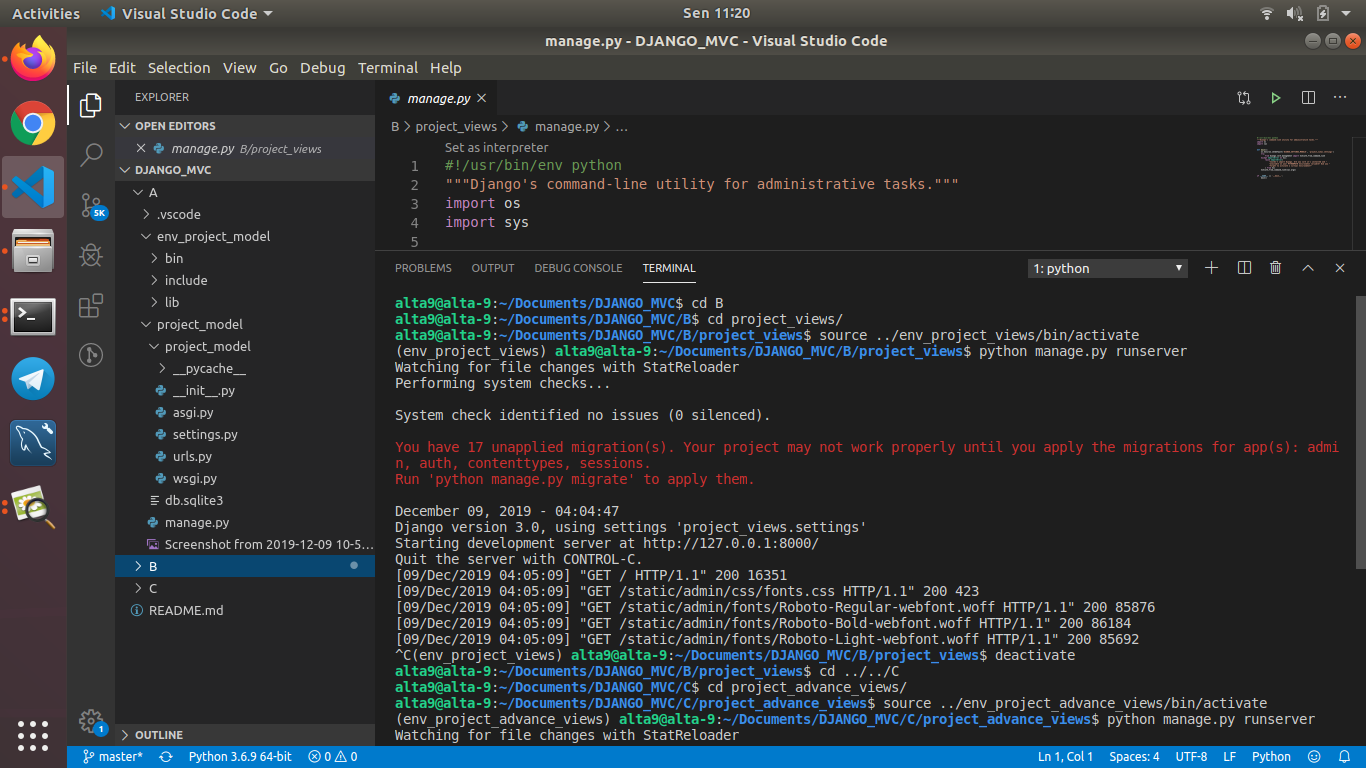 Activities
Visual Studio Code
Sen 11:20
manage.py - DJANGO_MVC - Visual Studio Code
File Edit Selection View Go Debug Terminal Help
EXPLORER
OPEN EDITORS
manage.py B/project_views
DJANGO_MVC
A
.vscode
env_project_model
bin
include
lib
project_model
project_model
__pycache__
__init__.py
asgi.py
settings.py
urls.py
wsgi.py
db.sqlite3
manage.py
Screenshot from 2019-12-09 10-5...
B
C
README.md
OUTLINE
5K
1
manage.py
B > project_views > manage.py > ...
Set as interpreter
1 #!/usr/bin/env python
2 """Django's command-line utility for administrative tasks."""
3 import os
4 import sys
5
PROBLEMS OUTPUT DEBUG CONSOLE TERMINAL
1: python
alta9@alta-9:~/Documents/DJANGO_MVC$ cd B
alta9@alta-9:~/Documents/DJANGO_MVC/B$ cd project_views/
alta9@alta-9:~/Documents/DJANGO_MVC/B/project_views$ source ../env_project_views/bin/activate
(env_project_views) alta9@alta-9:~/Documents/DJANGO_MVC/B/project_views$ python manage.py runserver
Watching for file changes with StatReloader
Performing system checks...
System check identified no issues (0 silenced).
You have 17 unapplied migration(s). Your project may not work properly until you apply the migrations for app(s): admi
n, auth, contenttypes, sessions.
Run 'python manage.py migrate' to apply them.
December 09, 2019 - 04:04:47
Django version 3.0, using settings 'project_views.settings'
Starting development server at http://127.0.0.1:8000/
Quit the server with CONTROL-C.
[09/Dec/2019 04:05:09] "GET / HTTP/1.1" 200 16351
[09/Dec/2019 04:05:09] "GET /static/admin/css/fonts.css HTTP/1.1" 200 423
[09/Dec/2019 04:05:09] "GET /static/admin/fonts/Roboto-Regular-webfont.woff HTTP/1.1" 200 85876
[09/Dec/2019 04:05:09] "GET /static/admin/fonts/Roboto-Bold-webfont.woff HTTP/1.1" 200 86184
[09/Dec/2019 04:05:09] "GET /static/admin/fonts/Roboto-Light-webfont.woff HTTP/1.1" 200 85692
^C(env_project_views) alta9@alta-9:~/Documents/DJANGO_MVC/B/project_views$ deactivate
alta9@alta-9:~/Documents/DJANGO_MVC/B/project_views$ cd ../../C
alta9@alta-9:~/Documents/DJANGO_MVC/C$ cd project_advance_views/
alta9@alta-9:~/Documents/DJANGO_MVC/C/project_advance_views$ source ../env_project_advance_views/bin/activate
(env_project_advance_views) alta9@alta-9:~/Documents/DJANGO_MVC/C/project_advance_views$ python manage.py runserver
Watching for file changes with StatReloader
master* Python 3.6.9 64-bit 0 0 Ln 1, Col 1 Spaces: 4 UTF-8 LF Python